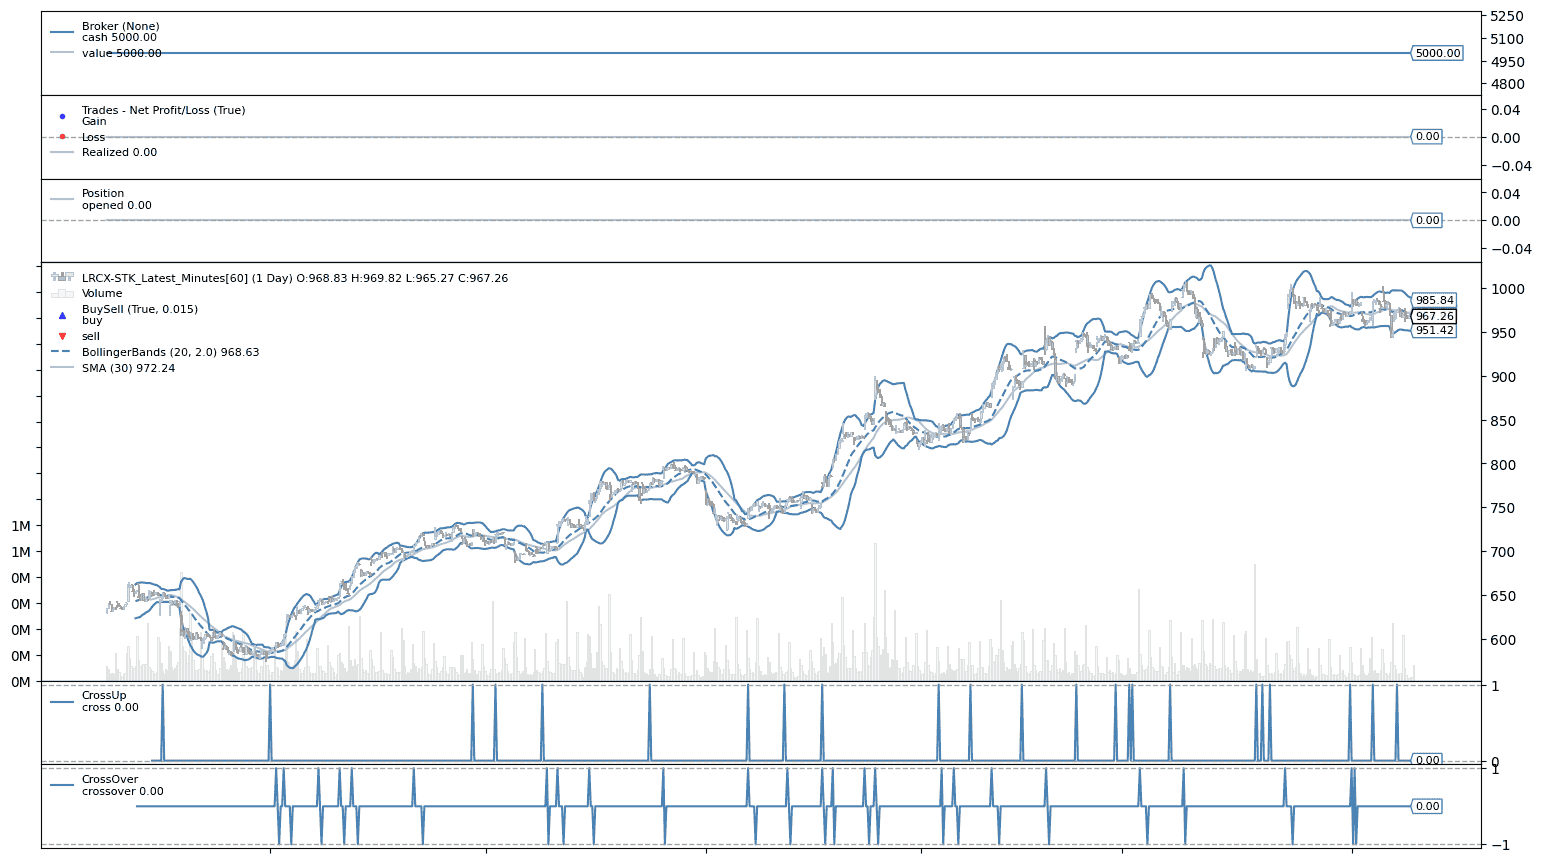 Broker (None)
cash 5000.00
value 5000.00
5250
5100
4950
4800
5000.00
Trades - Net Profit/Loss (True)
Gain
Loss
Realized 0.00
0.04
0.00
−0.04
0.00
Position
opened 0.00
0.04
0.00
−0.04
0.00
LRCX-STK_Latest_Minutes[60] (1 Day) O:968.83 H:969.82 L:965.27 C:967.26
Volume
BuySell (True, 0.015)
buy
sell
BollingerBands (20, 2.0) 968.63
SMA (30) 972.24
1000
950
900
850
800
750
700
650
600
985.84
967.26
951.42
1M
1M
0M
0M
0M
0M
0M
CrossUp
cross 0.00
1
0
0.00
CrossOver
crossover 0.00
1
−1
0.00